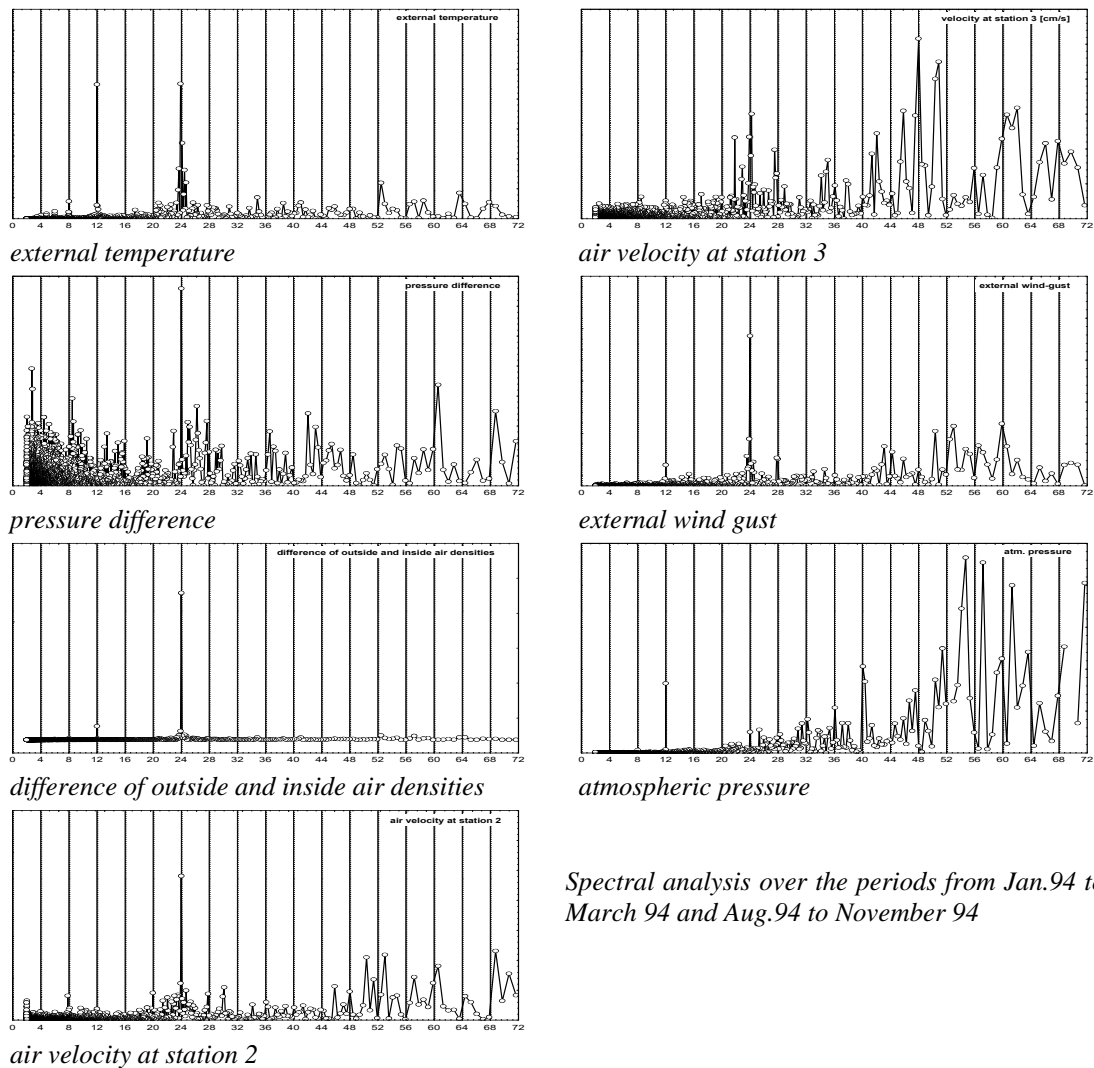 external temperature
0 4 8 12 16 20 24 28 32 36 40 44 48 52 56 60 64 68 72
external temperature
velocity at station 3 [cm/s]
0 4 8 12 16 20 24 28 32 36 40 44 48 52 56 60 64 68 72
air velocity at station 3
pressure difference
0 4 8 12 16 20 24 28 32 36 40 44 48 52 56 60 64 68 72
pressure difference
external wind-gust
0 4 8 12 16 20 24 28 32 36 40 44 48 52 56 60 64 68 72
external wind gust
difference of outside and inside air densities
0 4 8 12 16 20 24 28 32 36 40 44 48 52 56 60 64 68 72
difference of outside and inside air densities
atm. pressure
0 4 8 12 16 20 24 28 32 36 40 44 48 52 56 60 64 68 72
atmospheric pressure
air velocity at station 2
0 4 8 12 16 20 24 28 32 36 40 44 48 52 56 60 64 68 72
air velocity at station 2
Spectral analysis over the periods from Jan.94 to
March 94 and Aug.94 to November 94